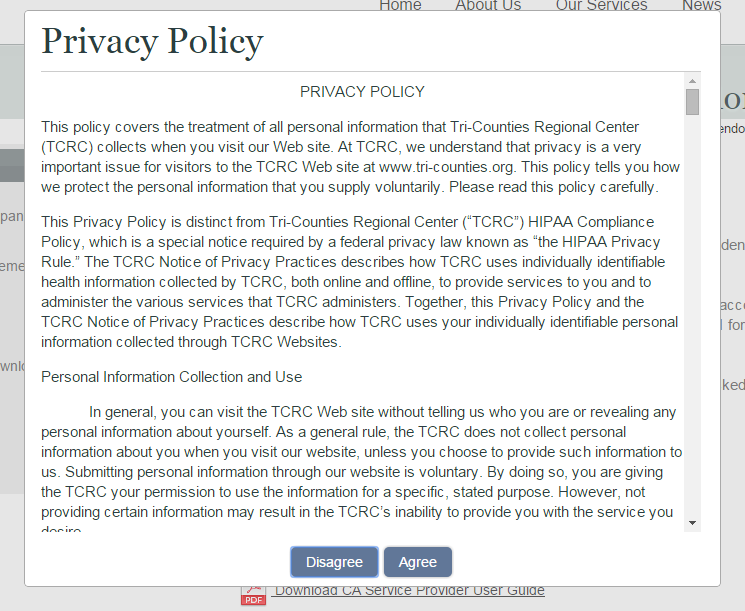 Home About Us Our Services News
Privacy Policy
PRIVACY POLICY
This policy covers the treatment of all personal information that Tri-Counties Regional Center
(TCRC) collects when you visit our Web site. At TCRC, we understand that privacy is a very
important issue for visitors to the TCRC Web site at www.tri-counties.org. This policy tells you how
we protect the personal information that you supply voluntarily. Please read this policy carefully.
This Privacy Policy is distinct from Tri-Counties Regional Center (“TCRC”) HIPAA Compliance
Policy, which is a special notice required by a federal privacy law known as “the HIPAA Privacy
Rule.” The TCRC Notice of Privacy Practices describes how TCRC uses individually identifiable
health information collected by TCRC, both online and offline, to provide services to you and to
administer the various services that TCRC administers. Together, this Privacy Policy and the
TCRC Notice of Privacy Practices describe how TCRC uses your individually identifiable personal
information collected through TCRC Websites.
Personal Information Collection and Use
In general, you can visit the TCRC Web site without telling us who you are or revealing any
personal information about yourself. As a general rule, the TCRC does not collect personal
information about you when you visit our website, unless you choose to provide such information to
us. Submitting personal information through our website is voluntary. By doing so, you are giving
the TCRC your permission to use the information for a specific, stated purpose. However, not
providing certain information may result in the TCRC’s inability to provide you with the service you
desire.
Disagree Agree
PDF Download CA Service Provider User Guide